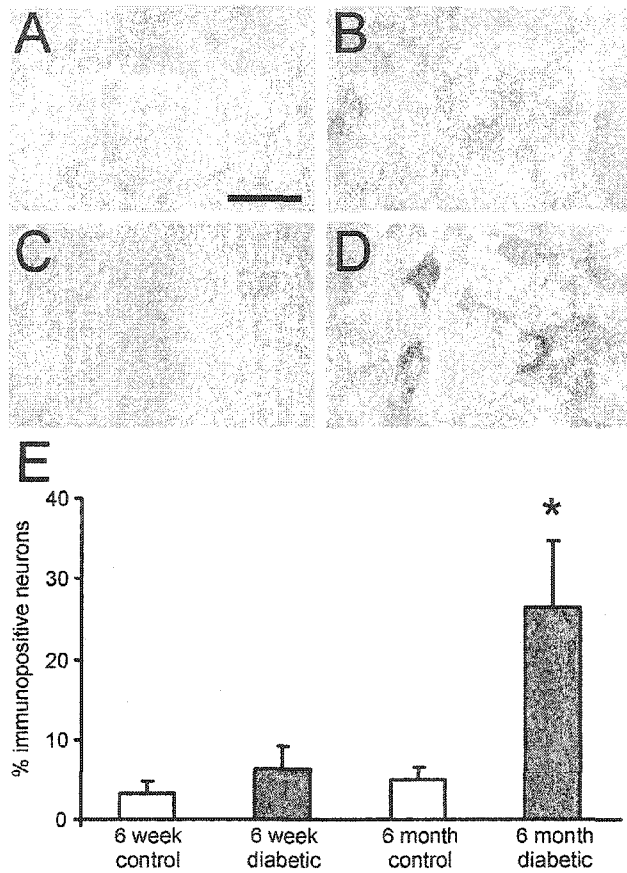 A
B
C
D
E
% immunopositive neurons
40
30
20
10
0
*
6 week control
6 week diabetic
6 month control
6 month diabetic